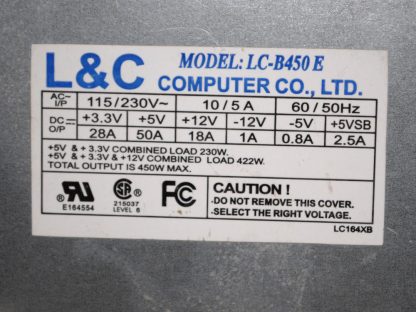 L&C MODEL: LC-B450 E
COMPUTER CO., LTD.
AC~ I/P 115/230V~ 10/5A 60/50Hz
DC O/P +3.3V +5V +12V -12V -5V +5VSB
28A 50A 18A 1A 0.8A 2.5A
+5V & +3.3V COMBINED LOAD 230W.
+5V & +3.3V &+12V COMBINED LOAD 422W.
TOTAL OUTPUT IS 450W MAX.
E164554
215037
LEVEL 6
FC
CAUTION !
-DO NOT REMOVE THIS COVER.
-SELECT THE RIGHT VOLTAGE.
LC164XB